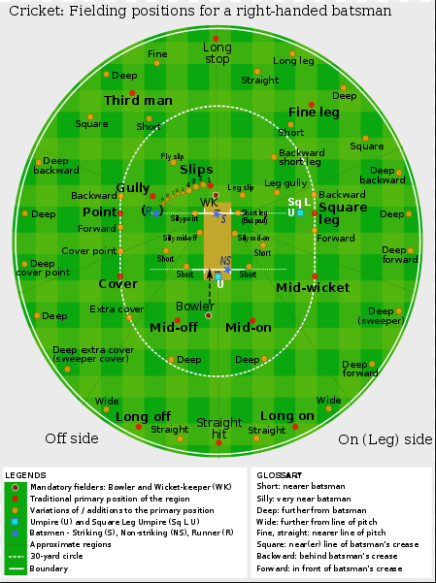 Cricket: Fielding positions for a right-handed batsman
Long
stop
Fine
Long leg
Deep
Straight
Deep
Third man
Fine leg
Square
Short
Short
Square
Fly slip
Backward
short leg
Deep
backward
Slips
Deep
backward
Gully
Leg slip
Leg gully
Backward
WK
Backward
Deep
Point
(R)
Silly point
S
Short leg
(Bat pad)
Sq L
U
Square
leg
Deep
Forward
Silly mid-off
Silly mid-on
Forward
Cover point
Short
Short
Deep
forward
Deep
cover point
Short
NS
Short
Cover
U
Mid-wicket
Bowler
Deep
Extra cover
Mid-off
Mid-on
Deep
(sweeper)
Deep extra cover
(sweeper cover)
Deep
Deep
Deep
forward
Wide
Wide
Long off
Straight
hit
Long on
Straight
Straight
Off side
On (Leg) side
LEGENDS
Mandatory fielders: Bowler and Wicket-keeper (WK)
Traditional primary position of the region
Variations of / additions to the primary position
Umpire (U) and Square Leg Umpire (Sq L U)
Batsmen - Striking (S), Non-striking (NS), Runner (R)
Approximate regions
30-yard circle
Boundary
GLOSSARY
Short: nearer batsman
Silly: very near batsman
Deep: further from batsman
Wide: further from line of pitch
Fine, straight: nearer line of pitch
Square: near(er) line of batsman's crease
Backward: behind batsman's crease
Forward: in front of batsman's crease